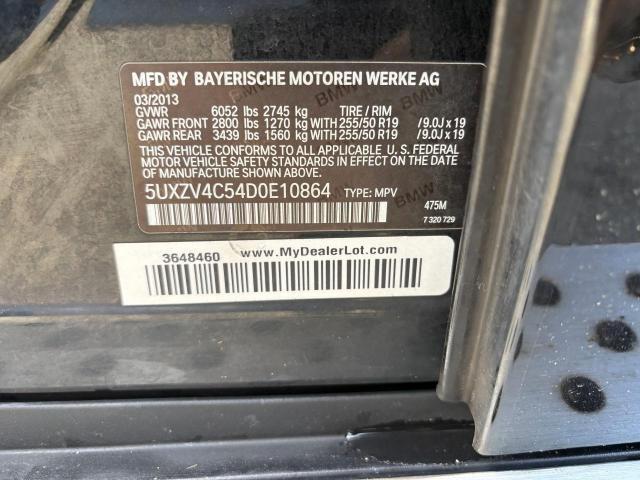 MFD BY BAYERISCHE MOTOREN WERKE AG
03/2013
GVWR 6052 lbs 2745 kg TIRE / RIM
GAWR FRONT 2800 lbs 1270 kg WITH 255/50 R19 /9.0J x 19
GAWR REAR 3439 lbs 1560 kg WITH 255/50 R19 /9.0J x 19
THIS VEHICLE CONFORMS TO ALL APPLICABLE U. S. FEDERAL
MOTOR VEHICLE SAFETY STANDARDS IN EFFECT ON THE
DATE OF MANUFACTURE SHOWN ABOVE.
5UXZV4C54D0E10864 TYPE: MPV
475M
7 320 729
BMW
BMW
3648460 www.MyDealerLot.com